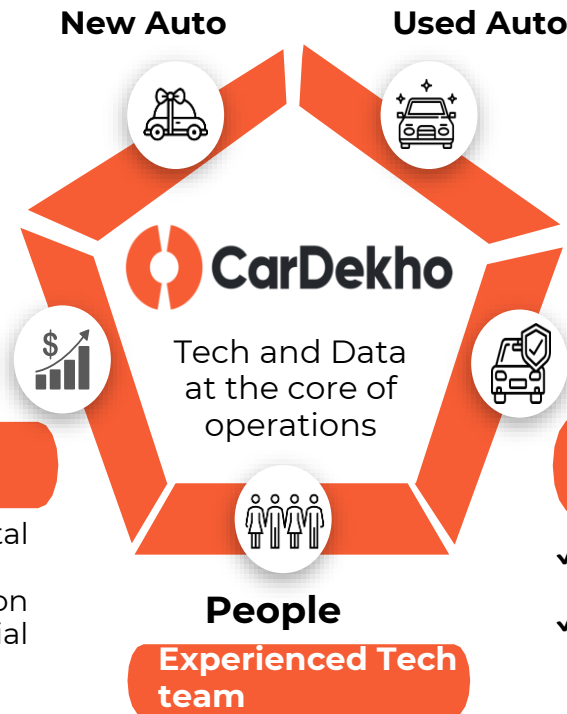 New Auto
Used Auto
CarDekho
$
Tech and Data
at the core of
operations
People
Experienced Tech
team